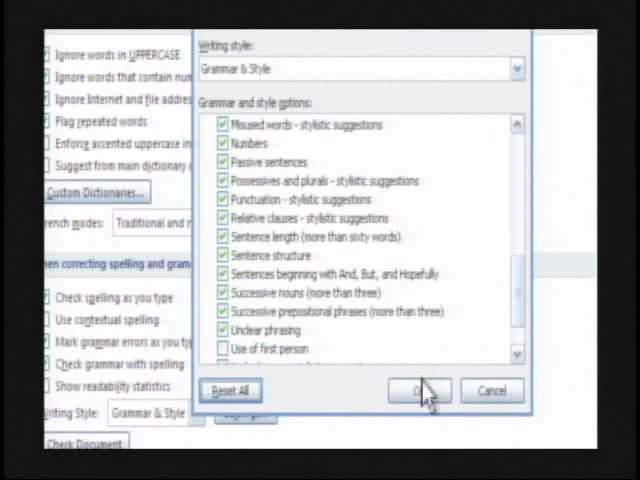 Ignore words in UPPERCASE
Ignore words that contain num
Ignore Internet and file addres
Flag repeated words
Enforce accented uppercase in
Suggest from main dictionary
Custom Dictionaries...
rench modes: Traditional and n
hen correcting spelling and gram
Check spelling as you type
Use contextual spelling
Mark grammar errors as you typ
Check grammar with spelling
Show readability statistics
Writing Style: Grammar & Style
Check Document
Writing style:
Grammar & Style
Grammar and style options:
Misused words - stylistic suggestions
Numbers
Passive sentences
Possessives and plurals - stylistic suggestions
Punctuation - stylistic suggestions
Relative clauses - stylistic suggestions
Sentence length (more than sixty words)
Sentence structure
Sentences beginning with And, But, and Hopefully
Successive nouns (more than three)
Successive prepositional phrases (more than three)
Unclear phrasing
Use of first person
Reset All
Cancel